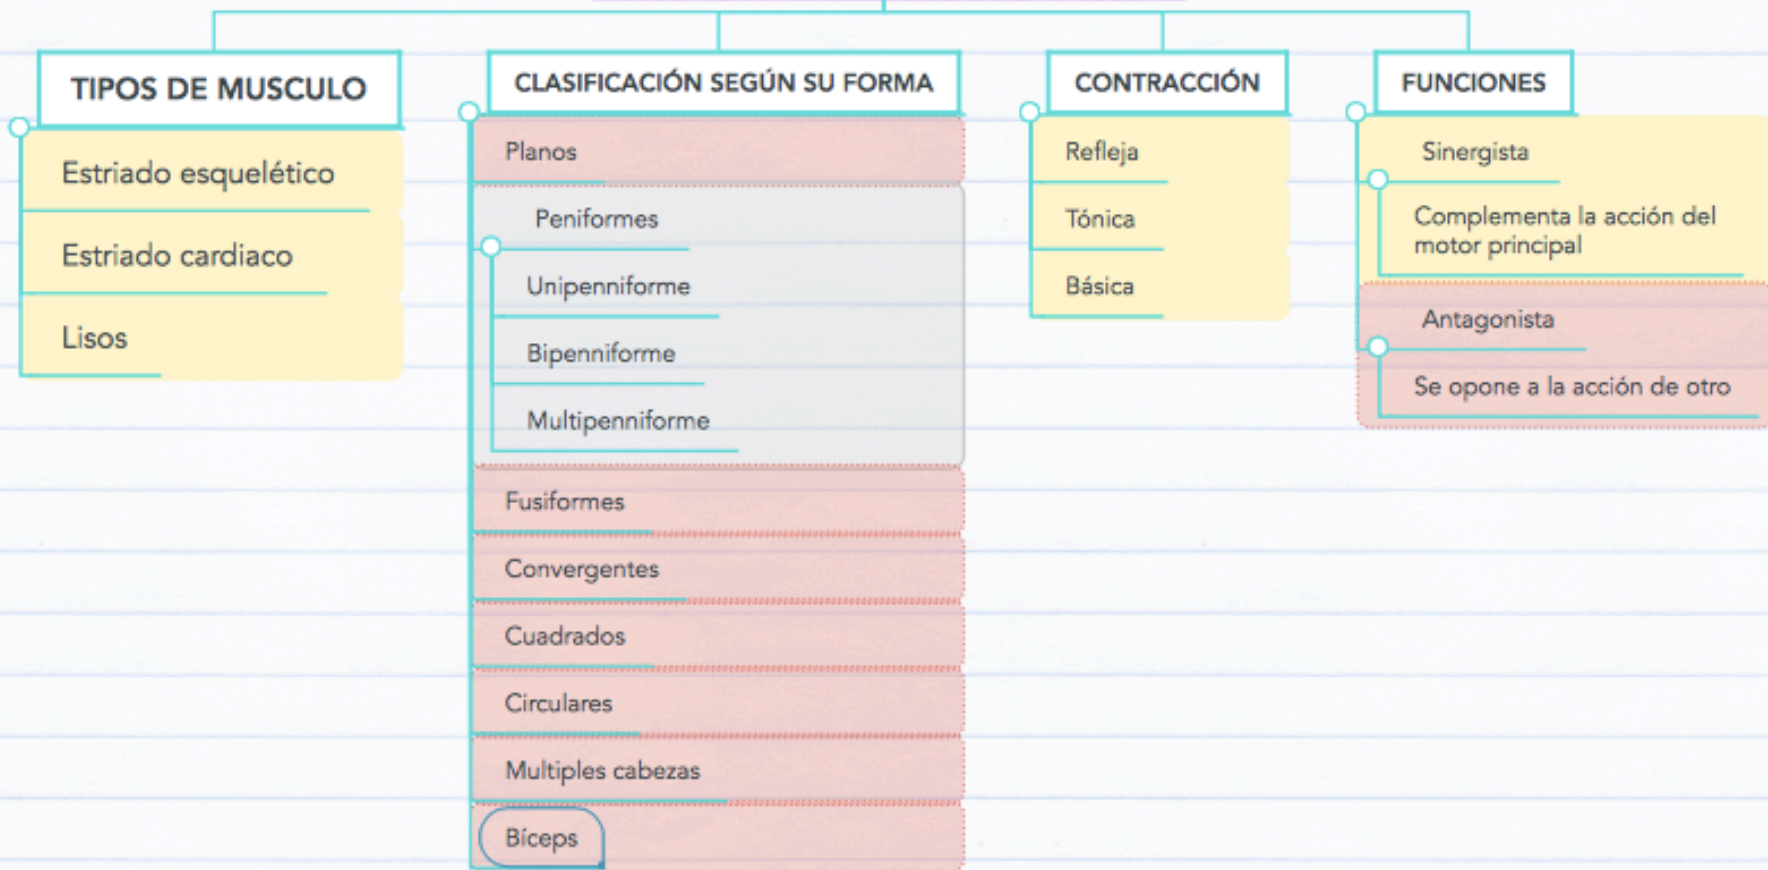 TIPOS DE MUSCULO
Estriado esquelético
Estriado cardiaco
Lisos
CLASIFICACIÓN SEGÚN SU FORMA
Planos
Peniformes
Unipenniforme
Bipenniforme
Multipenniforme
Fusiformes
Convergentes
Cuadrados
Circulares
Multiples cabezas
Bíceps
CONTRACCIÓN
Refleja
Tónica
Básica
FUNCIONES
Sinergista
Complementa la acción del
motor principal
Antagonista
Se opone a la acción de otro